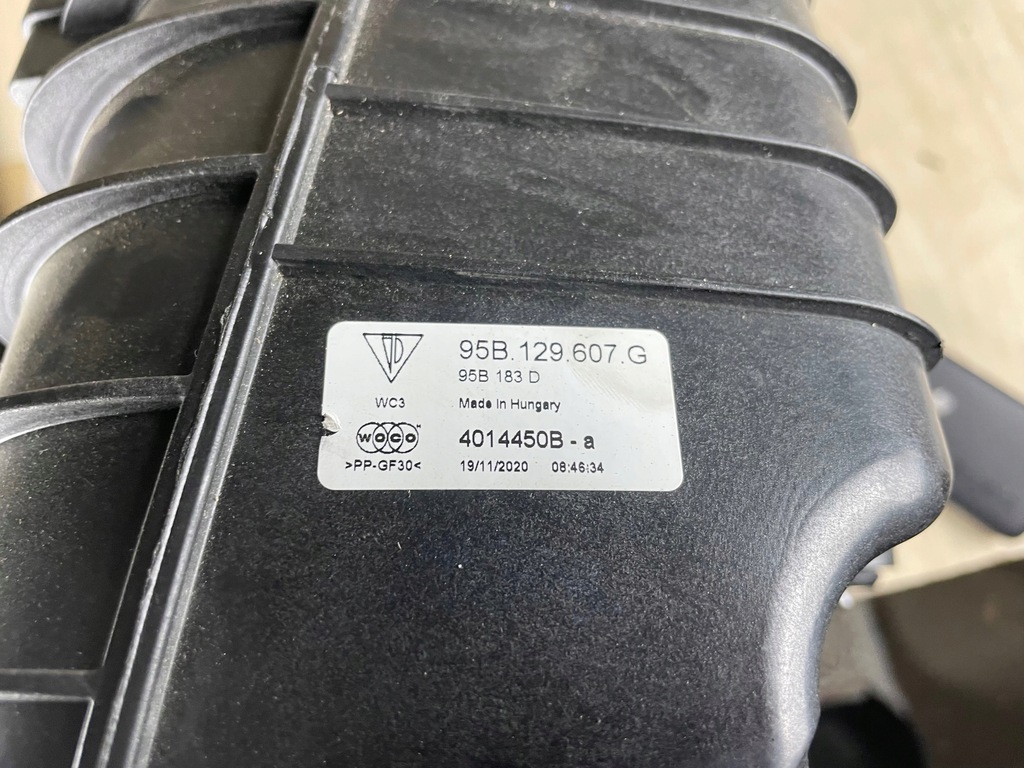 95B.129.607.G
95B 183 D
WC3 Made in Hungary
WOCO 4014450B - a
>PP-GF30< 19/11/2020 08:46:34